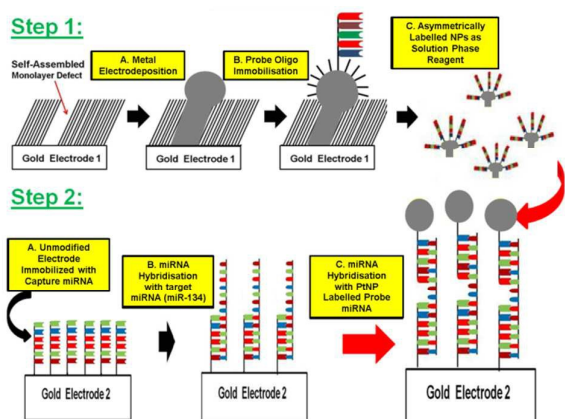 Step 1:
Self-Assembled
Monolayer Defect
A. Metal
Electrodeposition
B. Probe Oligo
Immobilisation
C. Asymmetrically
Labelled NPs as
Solution Phase
Reagent
Gold Electrode 1
Gold Electrode 1
Gold Electrode 1
Step 2:
A. Unmodified
Electrode
Immobilized with
Capture miRNA
B. miRNA
Hybridisation
with target
miRNA (miR-134)
C. miRNA
Hybridisation
with PtNP
Labelled Probe
miRNA
Gold Electrode 2
Gold Electrode 2
Gold Electrode 2